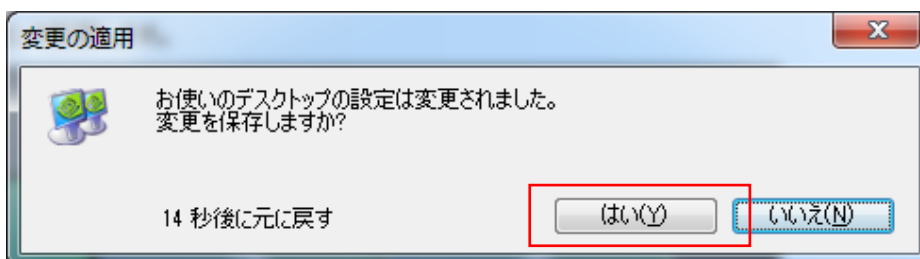 変更の適用
お使いのデスクトップの設定は変更されました。
変更を保存しますか?
14 秒後に元に戻す
はい(Y)
いいえ(N)